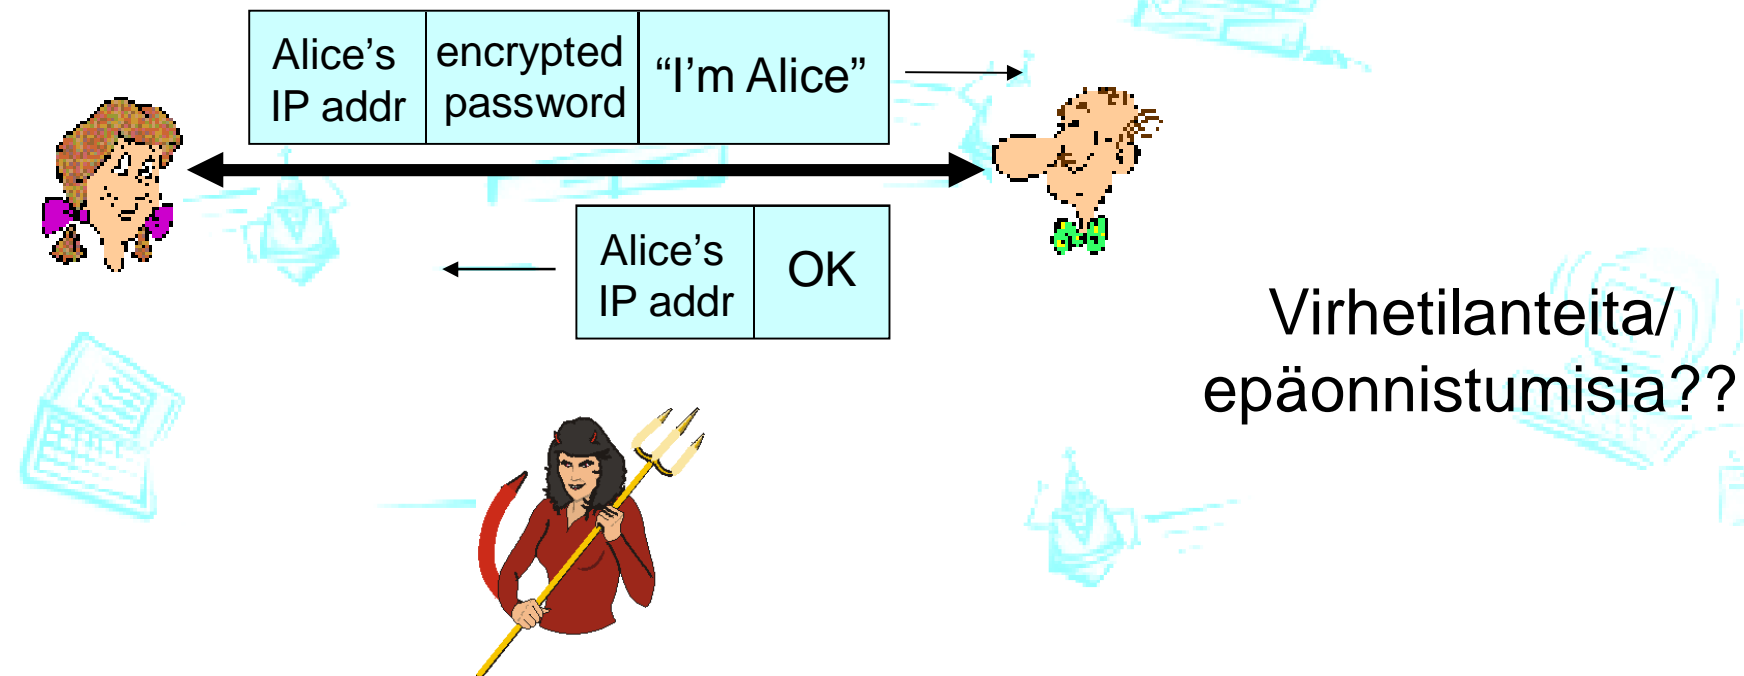 Alice’s
IP addr
encrypted
password
“I’m Alice”
Alice’s
IP addr
OK
Virhetilanteita/
epäonnistumisia??